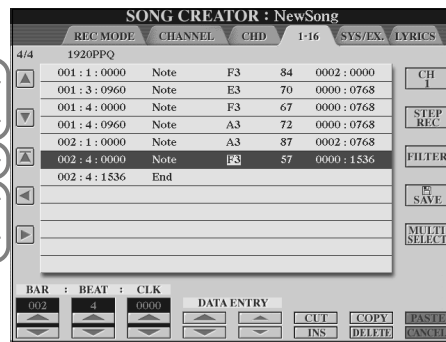 SONG CREATOR : NewSong
REC MODE CHANNEL CHD 1-16 SYS/EX. LYRICS
4/4 1920PPQ
001 : 1 : 0000 Note F3 84 0002 : 0000
001 : 3 : 0960 Note E3 70 0000 : 0768
001 : 4 : 0000 Note F3 67 0000 : 0768
001 : 4 : 0960 Note A3 72 0000 : 0768
002 : 1 : 0000 Note A3 87 0002 : 0768
002 : 4 : 0000 Note F3 57 0000 : 1536
002 : 4 : 1536 End
CH
1
STEP
REC
FILTER
SAVE
MULTI
SELECT
BAR : BEAT : CLK
002 4 0000
DATA ENTRY
CUT COPY PASTE
INS DELETE CANCEL